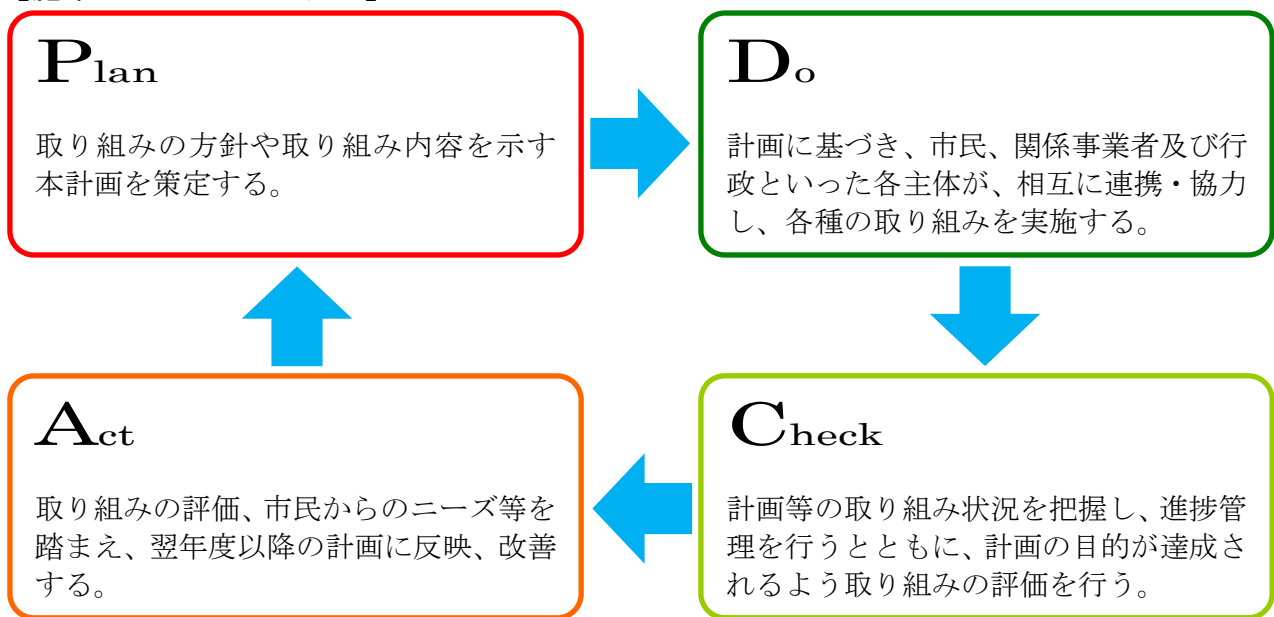 Plan
取り組みの方針や取り組み内容を示す
本計画を策定する。
Do
計画に基づき、市民、関係事業者及び行
政といった各主体が、相互に連携・協力
し、各種の取り組みを実施する。
Act
取り組みの評価、市民からのニーズ等を
踏まえ、翌年度以降の計画に反映、改善
する。
Check
計画等の取り組み状況を把握し、進捗管
理を行うとともに、計画の目的が達成さ
れるよう取り組みの評価を行う。